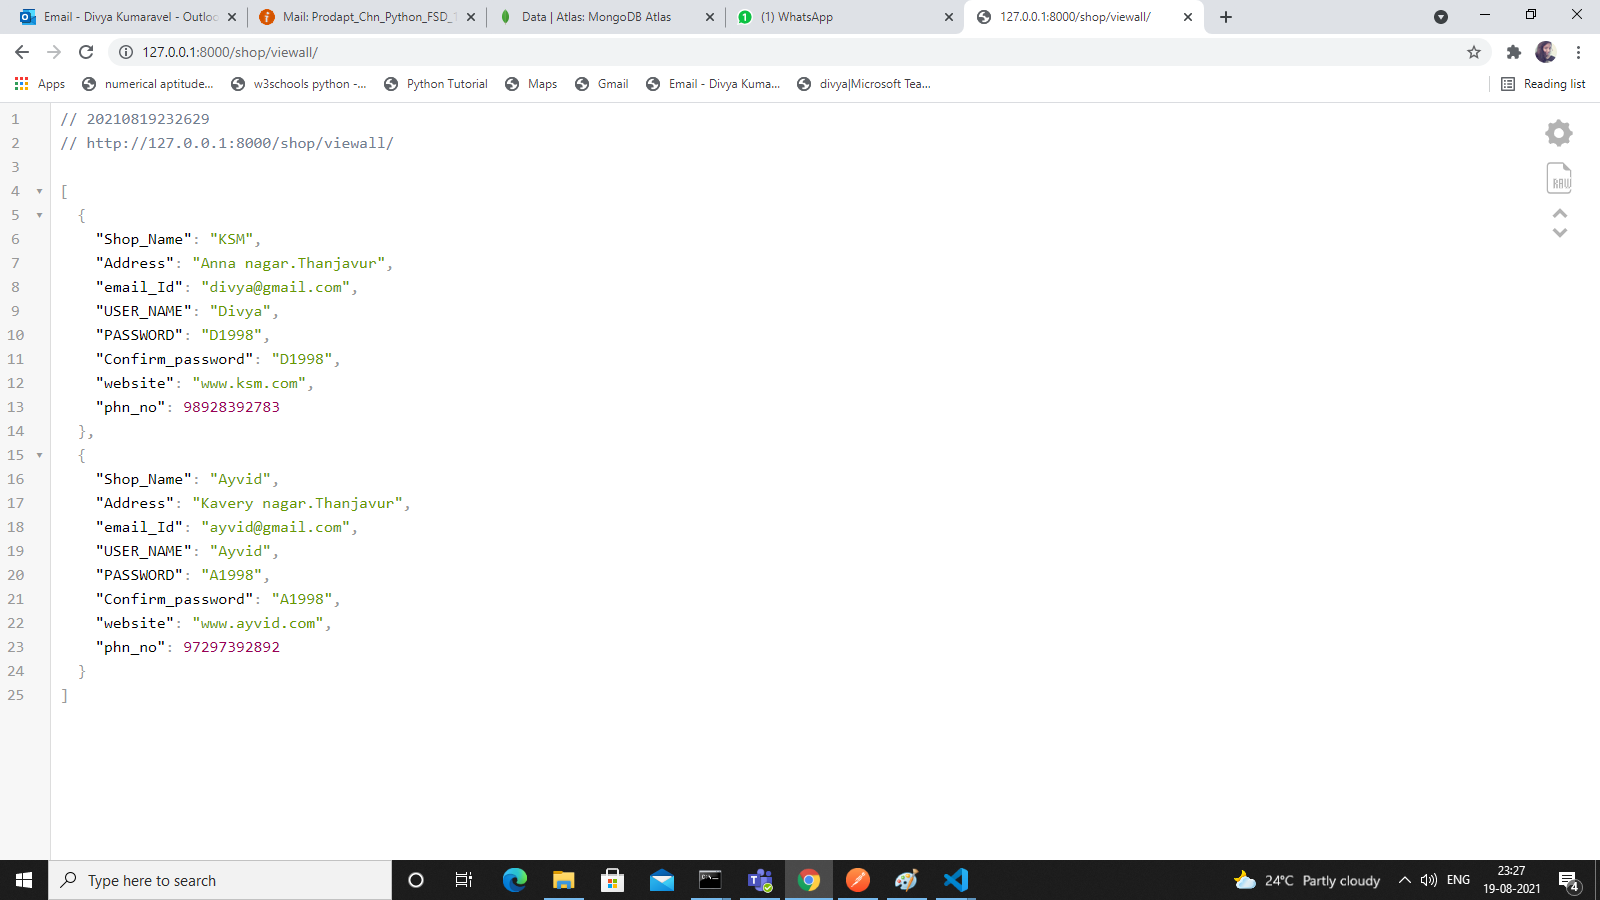 Email - Divya Kumaravel - Outloo
Mail: Prodapt_Chn_Python_FSD_1
Data | Atlas: MongoDB Atlas
(1) WhatsApp
127.0.0.1:8000/shop/viewall/
127.0.0.1:8000/shop/viewall/
Apps
numerical aptitude...
w3schools python -...
Python Tutorial
Maps
Gmail
Email - Divya Kuma...
divya|Microsoft Tea...
Reading list
1 // 20210819232629
2 // http://127.0.0.1:8000/shop/viewall/
3
4 [
5 {
6 "Shop_Name": "KSM",
7 "Address": "Anna nagar.Thanjavur",
8 "email_Id": "divya@gmail.com",
9 "USER_NAME": "Divya",
10 "PASSWORD": "D1998",
11 "Confirm_password": "D1998",
12 "website": "www.ksm.com",
13 "phn_no": 98928392783
14 },
15 {
16 "Shop_Name": "Ayvid",
17 "Address": "Kavery nagar.Thanjavur",
18 "email_Id": "ayvid@gmail.com",
19 "USER_NAME": "Ayvid",
20 "PASSWORD": "A1998",
21 "Confirm_password": "A1998",
22 "website": "www.ayvid.com",
23 "phn_no": 97297392892
24 }
25 ]
RAW
Type here to search
24°C Partly cloudy
ENG
23:27
19-08-2021
4